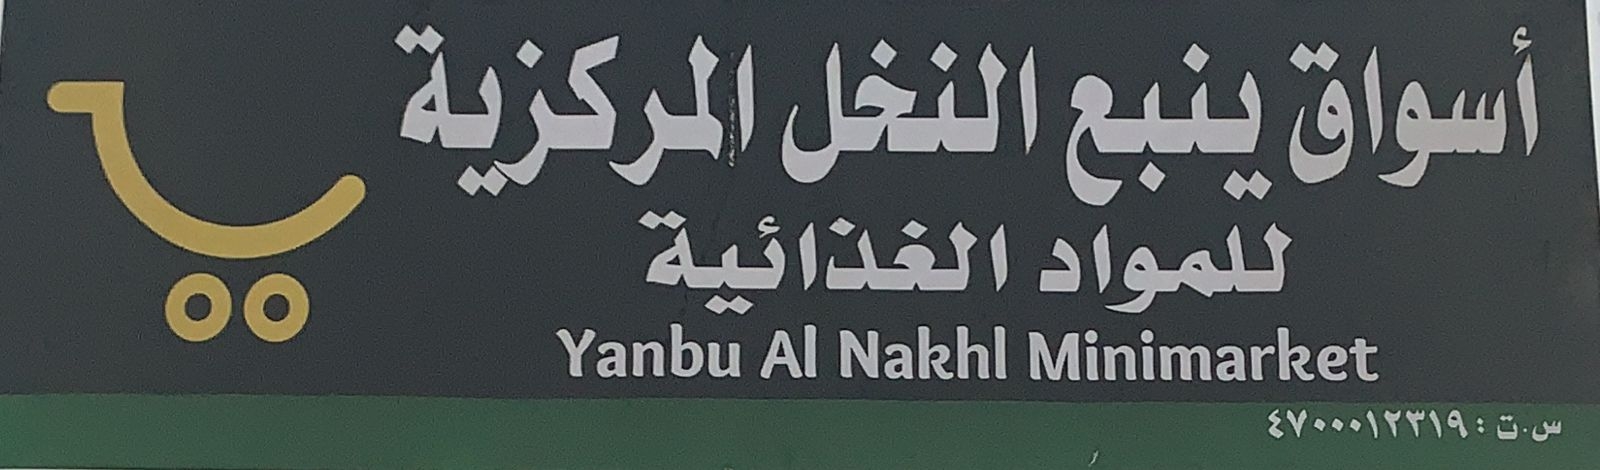 أسواق ينبع النخل المركزية
للمواد الغذائية
Yanbu Al Nakhl Minimarket
س.ت : ٤٧٠٠٠١٢٣١٩